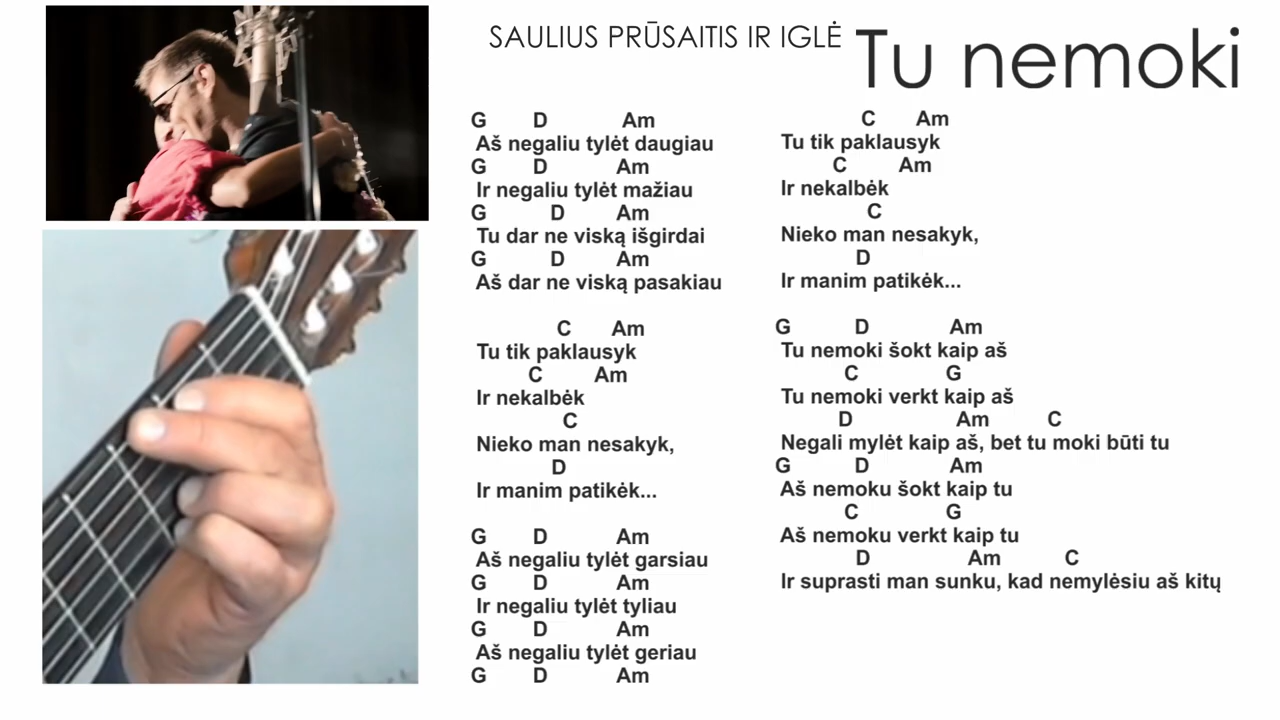 SAULIUS PRŪSAITIS IR IGLĖ Tu nemoki
G D Am
Aš negaliu tylėt daugiau
G D Am
Ir negaliu tylėt mažiau
G D Am
Tu dar ne viską išgirdai
G D Am
Aš dar ne viską pasakiau
C Am
Tu tik paklausyk
C Am
Ir nekalbėk
C
Nieko man nesakyk,
D
Ir manim patikėk...
G D Am
Aš negaliu tylėt garsiau
G D Am
Ir negaliu tylėt tyliau
G D Am
Aš negaliu tylėt geriau
G D Am
C Am
Tu tik paklausyk
C Am
Ir nekalbėk
C
Nieko man nesakyk,
D
Ir manim patikėk...
G D Am
Tu nemoki šokt kaip aš
C G
Tu nemoki verkt kaip aš
D Am C
Negali mylėt kaip aš, bet tu moki būti tu
G D Am
Aš nemoku šokt kaip tu
C G
Aš nemoku verkt kaip tu
D Am C
Ir suprasti man sunku, kad nemylėsiu aš kitų